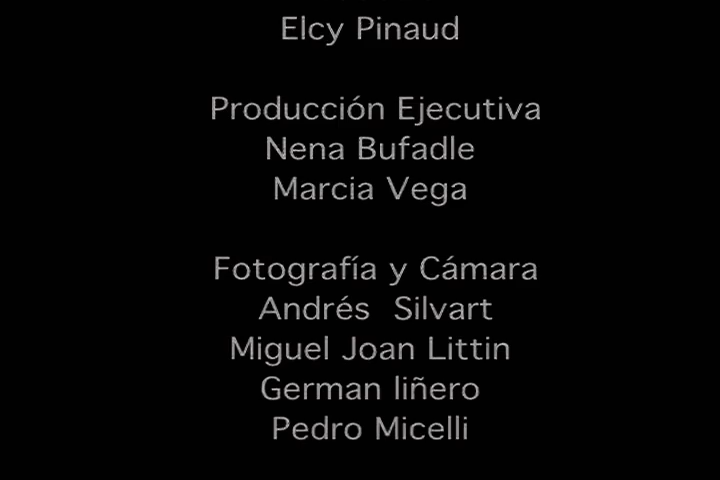 Elcy Pinaud
Producción Ejecutiva
Nena Bufadle
Marcia Vega
Fotografía y Cámara
Andrés Silvart
Miguel Joan Littin
German liñero
Pedro Micelli